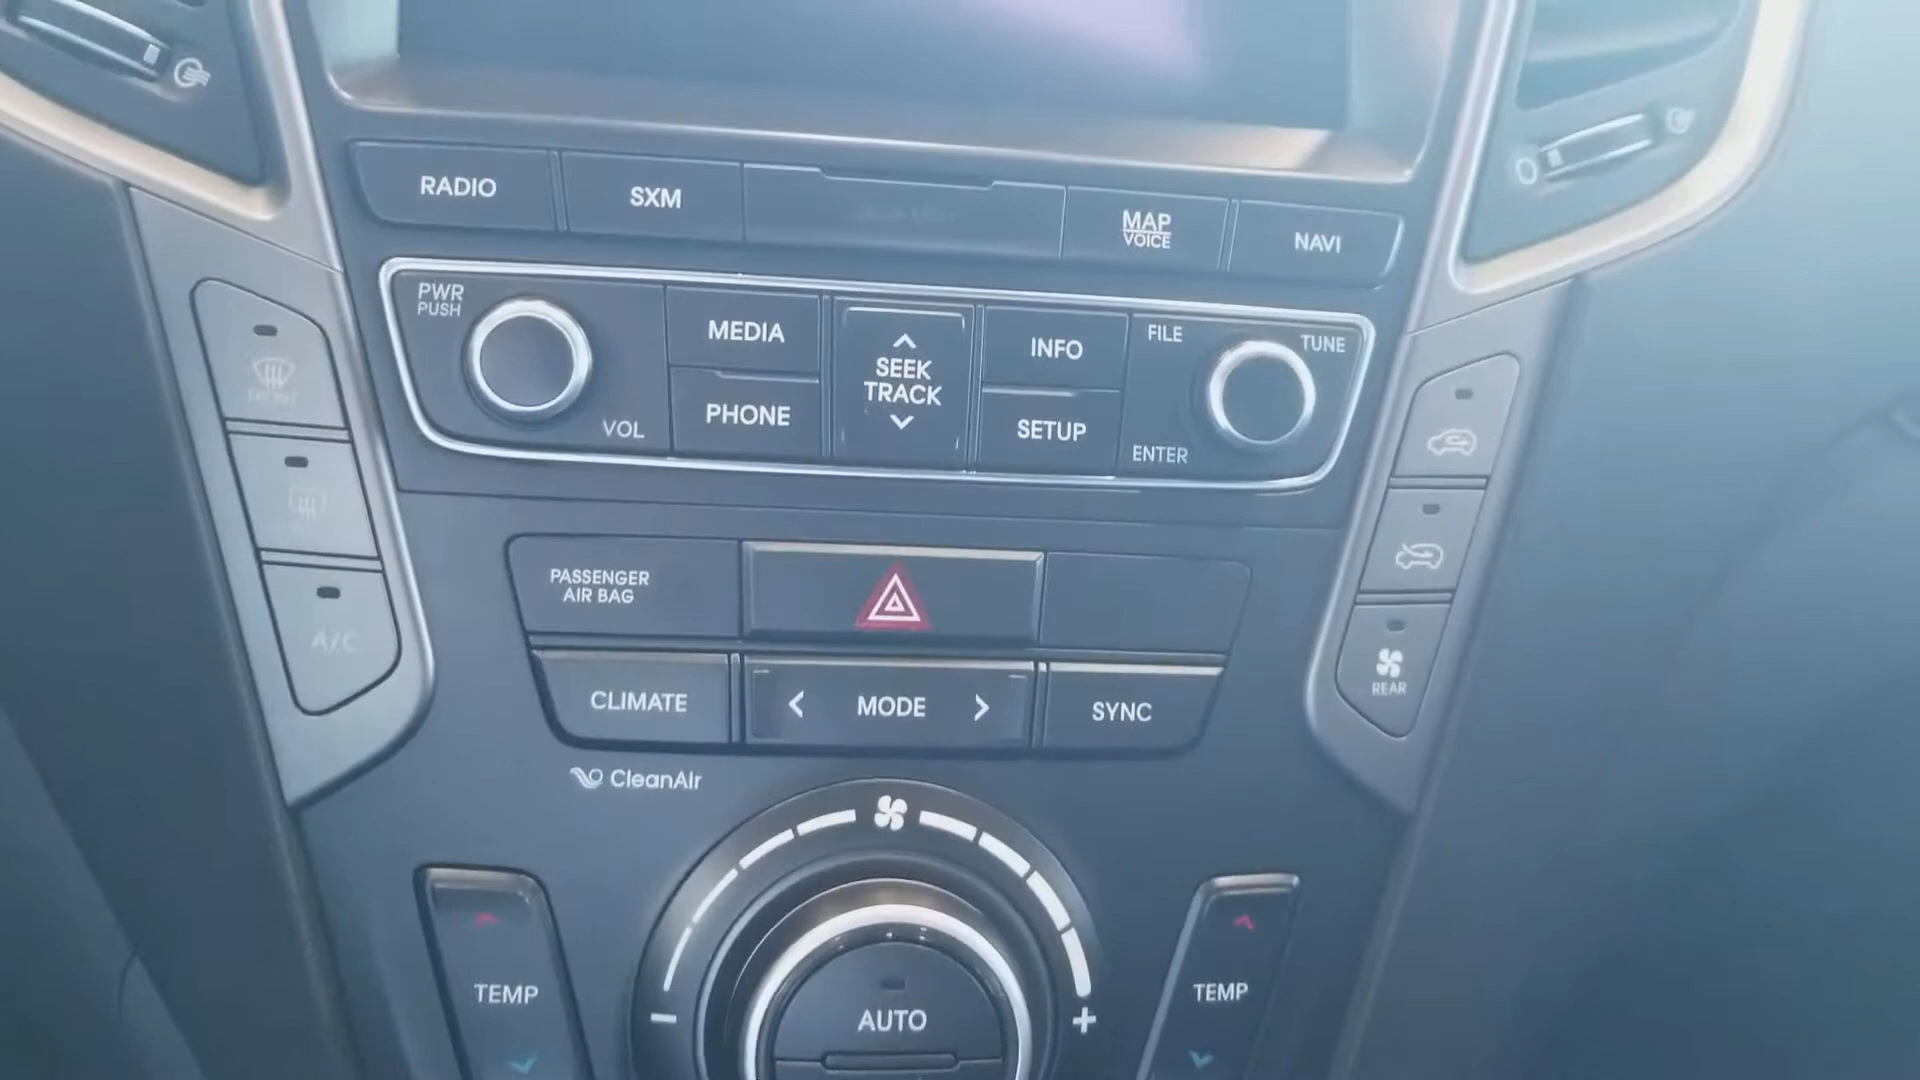 RADIO
SXM
MAP
VOICE
NAVI
PWR
PUSH
VOL
MEDIA
PHONE
SEEK
TRACK
INFO
SETUP
FILE
TUNE
ENTER
PASSENGER
AIR BAG
A/C
CLIMATE
MODE
SYNC
REAR
CleanAir
TEMP
AUTO
TEMP